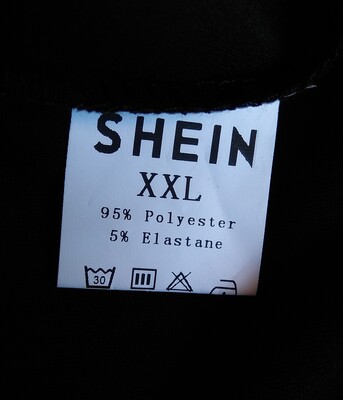 SHEIN
XXL
95% Polyester
5% Elastane
30